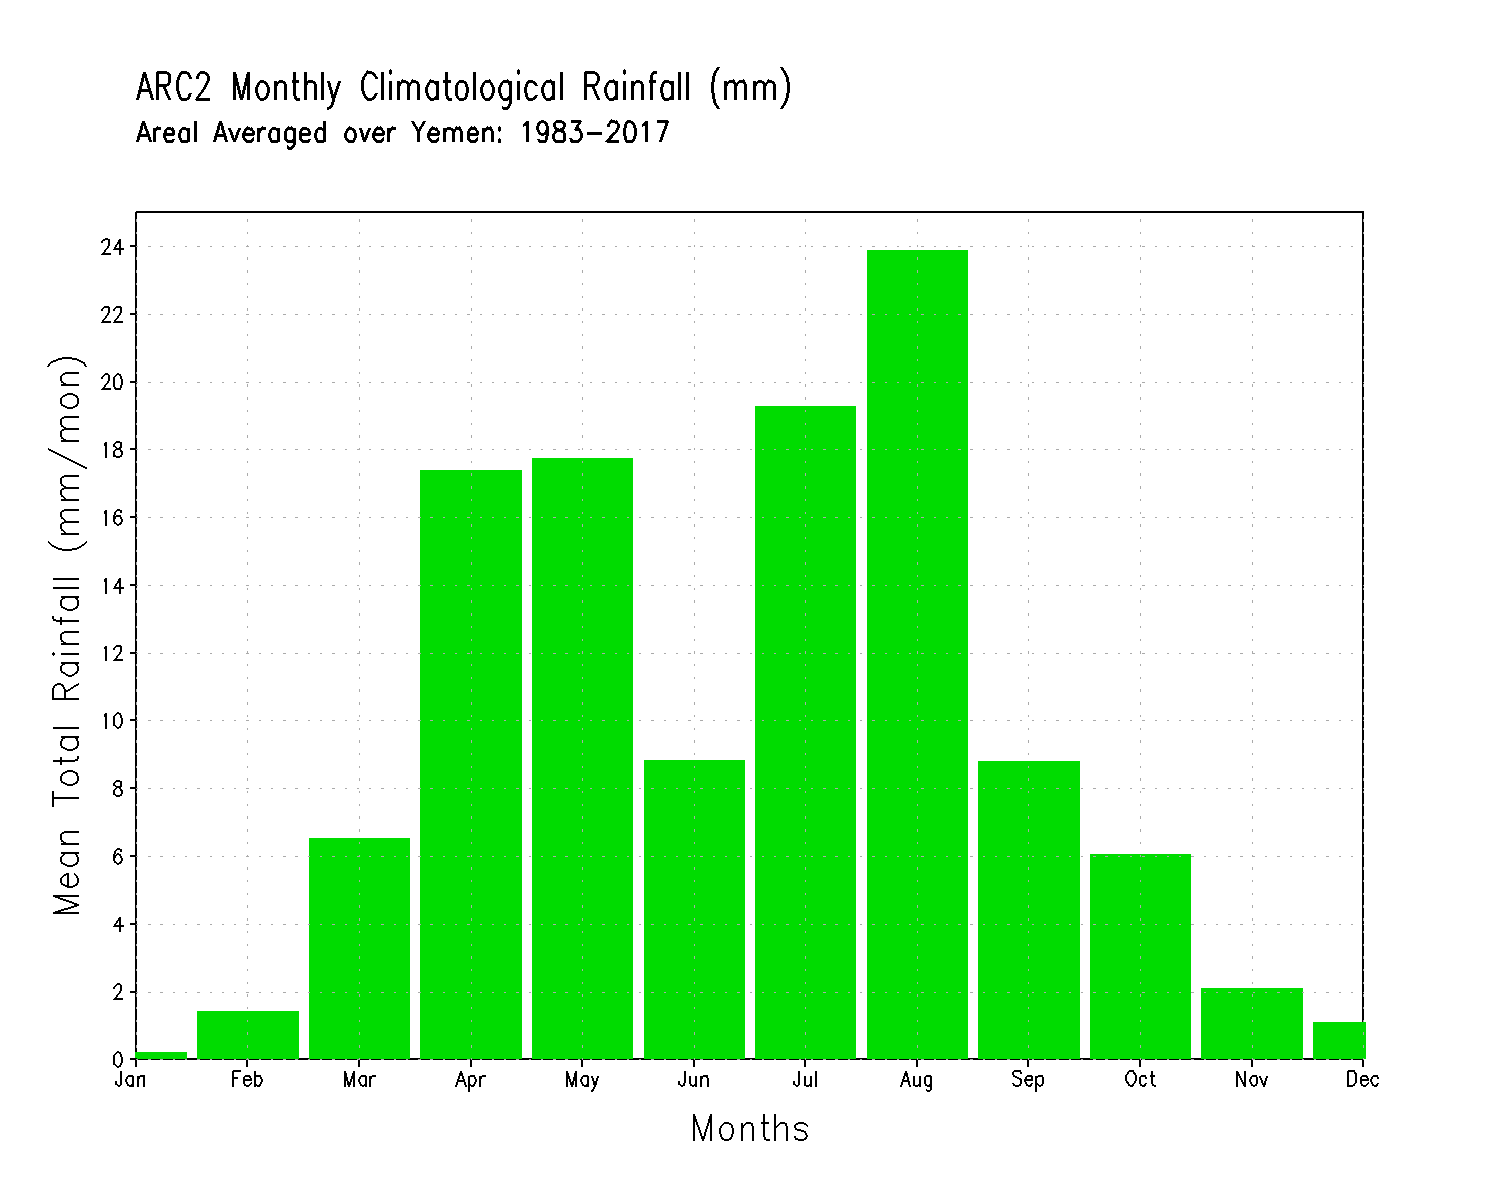 ARC2 Monthly Climatological Rainfall (mm)
Areal Averaged over Yemen: 1983-2017
24
22
20
18
16
14
12
10
8
6
4
2
0
Mean Total Rainfall (mm/mon)
Jan Feb Mar Apr May Jun Jul Aug Sep Oct Nov Dec
Months